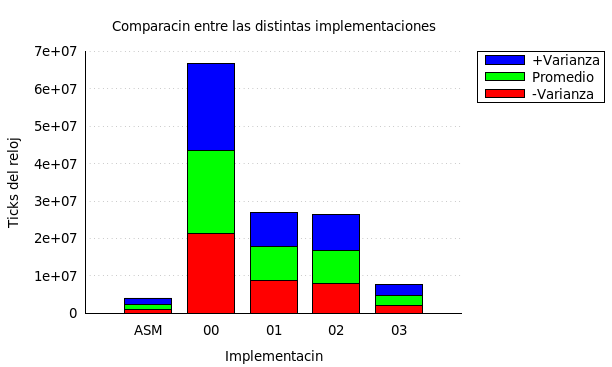 Comparacin entre las distintas implementaciones
7e+07
6e+07
5e+07
4e+07
3e+07
2e+07
1e+07
0
Ticks del reloj
ASM 00 01 02 03
Implementacin
+Varianza
Promedio
-Varianza